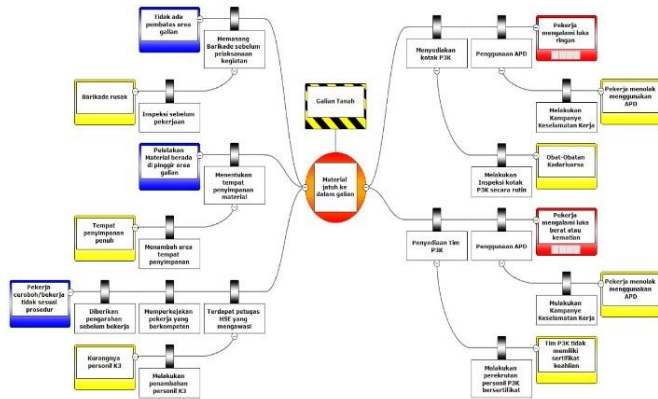 Tidak ada
pembatas area
galian
Memasang
Barikade sebelum
pelaksanaan
kegiatan
Barikade rusak
Inspeksi sebelum
pekerjaan
Peletakan
Material berada
di pinggir area
galian
Menentukan
tempat
penyimpanan
material
Tempat
penyimpanan
penuh
Menambah area
tempat
penyimpanan
Pekerja
ceroboh/bekerja
tidak sesuai
prosedur
Diberikan
pengarahan
sebelum bekerja
Memperkejakan
pekerja yang
berkompeten
Terdapat petugas
HSE yang
mengawasi
Kurangnya
personil K3
Melakukan
penambahan
personil K3
Galian Tanah
Material
jatuh ke
dalam galian
Menyediakan
kotak P3K
Penggunaan APD
Pekerja
mengalami luka
ringan
Melakukan
Kampanye
Keselamatan Kerja
Pekerja menolak
menggunakan
APD
Melakukan
Inspeksi kotak
P3K secara rutin
Obat-Obatan
Kadarluarsa
Penyediaan Tim
P3K
Penggunaan APD
Pekerja
mengalami luka
berat atau
kematian
Melakukan
Kampanye
Keselamatan Kerja
Pekerja menolak
menggunakan
APD
Melakukan
perekrutan
personil P3K
bersertifikat
Tim P3K tidak
memiliki
sertifikat
keahlian